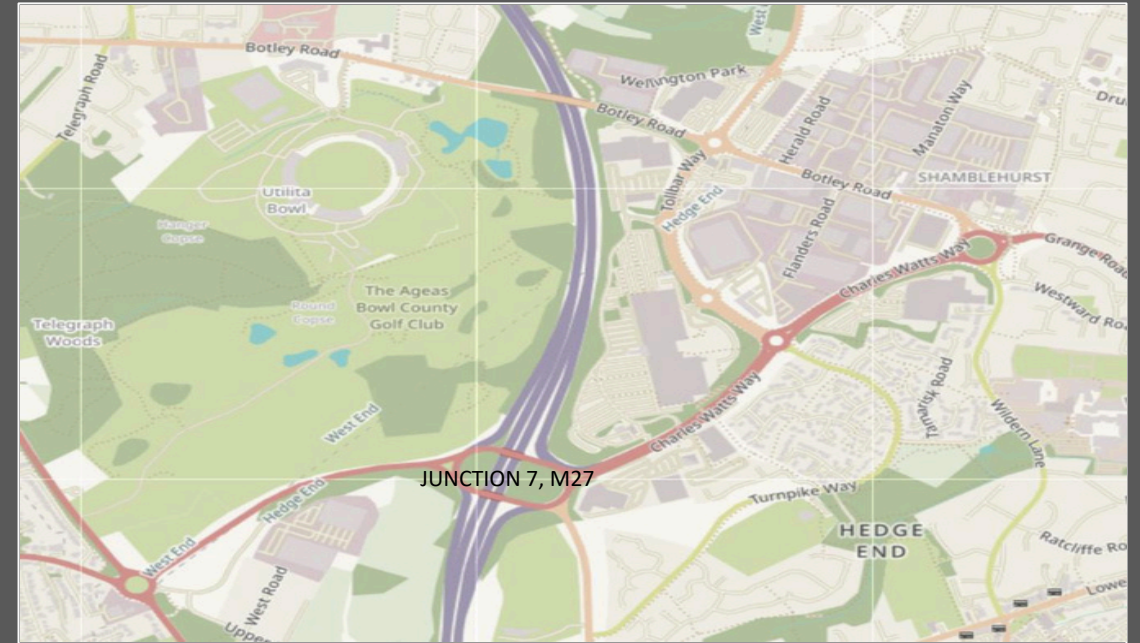 West
Botley Road
Telegraph Road
Wellington Park
Manaton Way
Dru
Herald Road
Botley Road
Tollbar Way
Botley Road
SHAMBLEHURST
Utilita
Bowl
Hedge End
Hanger
Copse
Flanders Road
Charles Watts Way
Grange Road
The Ageas
Bowl County
Golf Club
Round
Copse
Telegraph
Woods
Westward Ro
Tamarisk Road
West End
Charles Watts Way
Wildern Lane
JUNCTION 7, M27
Hedge End
Turnpike Way
HEDGE
END
West End
Ratcliffe Ro
West Road
Lowe
Upper